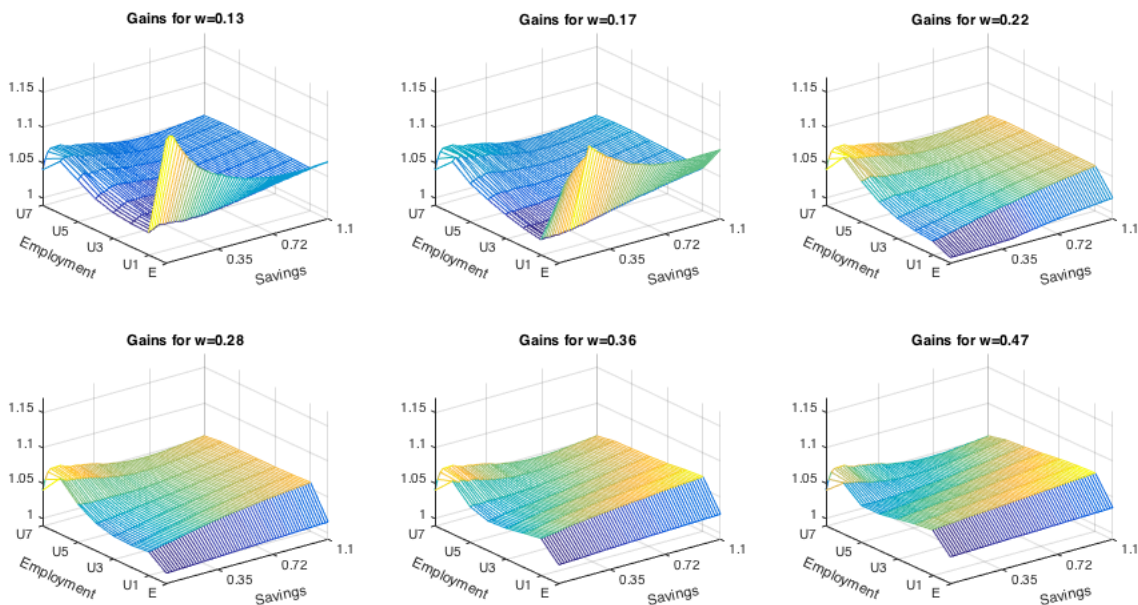 Gains for w=0.13
1.15
1.1
1.05
1
U7
U5
U3
U1
E
Employment
0.35
0.72
1.1
Savings
Gains for w=0.17
1.15
1.1
1.05
1
U7
U5
U3
U1
E
Employment
0.35
0.72
1.1
Savings
Gains for w=0.22
1.15
1.1
1.05
1
U7
U5
U3
U1
E
Employment
0.35
0.72
1.1
Savings
Gains for w=0.28
1.15
1.1
1.05
1
U7
U5
U3
U1
E
Employment
0.35
0.72
1.1
Savings
Gains for w=0.36
1.15
1.1
1.05
1
U7
U5
U3
U1
E
Employment
0.35
0.72
1.1
Savings
Gains for w=0.47
1.15
1.1
1.05
1
U7
U5
U3
U1
E
Employment
0.35
0.72
1.1
Savings